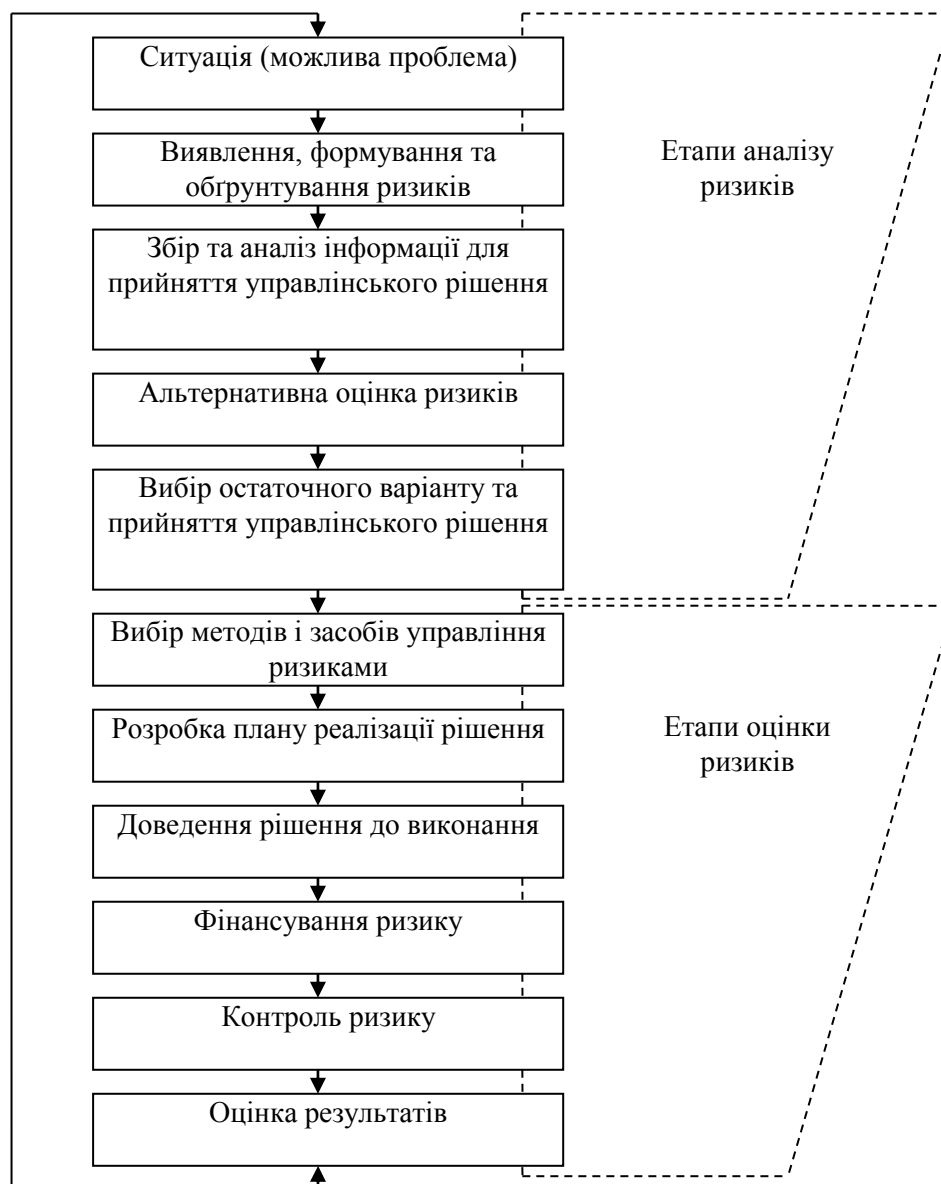 Ситуація (можлива проблема)
Виявлення, формування та
обґрунтування ризиків
Етапи аналізу
ризиків
Збір та аналіз інформації для
прийняття управлінського рішення
Альтернативна оцінка ризиків
Вибір остаточного варіанту та
прийняття управлінського рішення
Вибір методів і засобів управління
ризиками
Розробка плану реалізації рішення
Етапи оцінки
ризиків
Доведення рішення до виконання
Фінансування ризику
Контроль ризику
Оцінка результатів